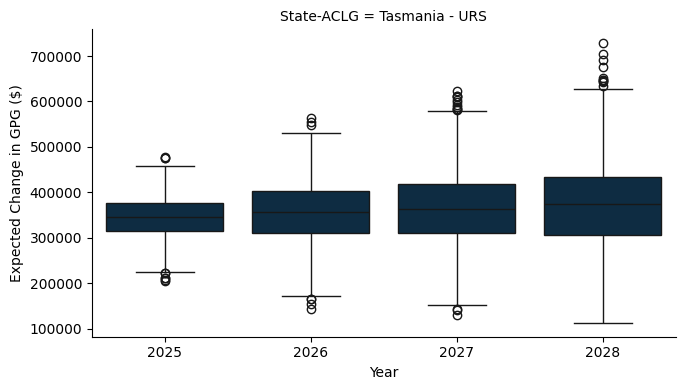 State-ACLG = Tasmania - URS
700000
600000
500000
400000
300000
200000
100000
Expected Change in GPG ($)
2025 2026 2027 2028
Year